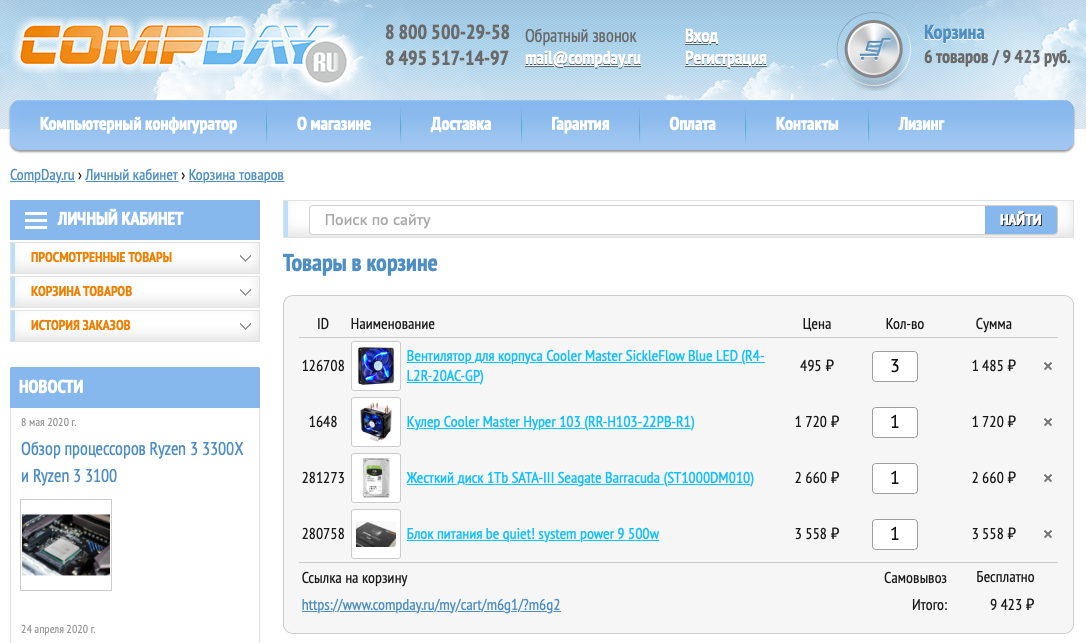 COMPDAY RU
8 800 500-29-58
8 495 517-14-97
Обратный звонок
mail@compday.ru
Вход
Регистрация
Корзина
6 товаров / 9 423 руб.
Компьютерный конфигуратор О магазине Доставка Гарантия Оплата Контакты Лизинг
CompDay.ru › Личный кабинет › Корзина товаров
ЛИЧНЫЙ КАБИНЕТ
ПРОСМОТРЕННЫЕ ТОВАРЫ
КОРЗИНА ТОВАРОВ
ИСТОРИЯ ЗАКАЗОВ
НОВОСТИ
8 мая 2020 г.
Обзор процессоров Ryzen 3 3300X
и Ryzen 3 3100
24 апреля 2020 г.
Поиск по сайту НАЙТИ
Товары в корзине
ID Наименование Цена Кол-во Сумма
126708 Вентилятор для корпуса Cooler Master SickleFlow Blue LED (R4-
L2R-20AC-GP) 495 ₽ 3 1 485 ₽ ×
1648 Кулер Cooler Master Hyper 103 (RR-H103-22PB-R1) 1 720 ₽ 1 1 720 ₽ ×
281273 Жесткий диск 1Tb SATA-III Seagate Barracuda (ST1000DM010) 2 660 ₽ 1 2 660 ₽ ×
280758 Блок питания be quiet! system power 9 500w 3 558 ₽ 1 3 558 ₽ ×
Ссылка на корзину Самовывоз Бесплатно
https://www.compday.ru/my/cart/m6g1/?m6g2 Итого: 9 423 ₽